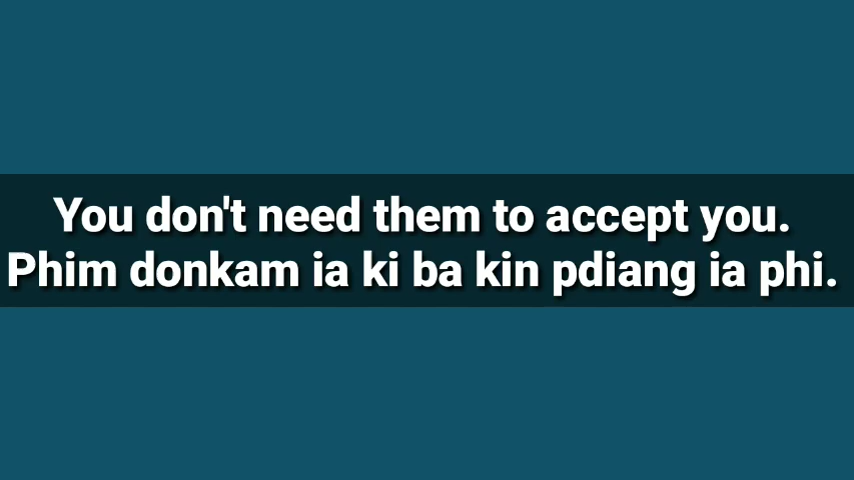 You don't need them to accept you.
Phim donkam ia ki ba kin pdiang ia phi.